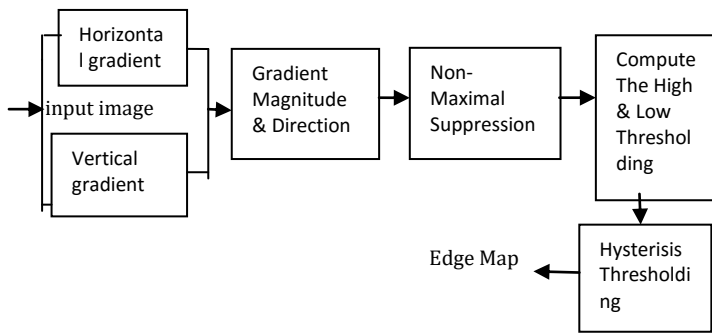 input image
Horizonta
l gradient
Vertical
gradient
Gradient
Magnitude
& Direction
Non-
Maximal
Suppression
Compute
The High
& Low
Threshol
ding
Hysterisis
Thresholdi
ng
Edge Map